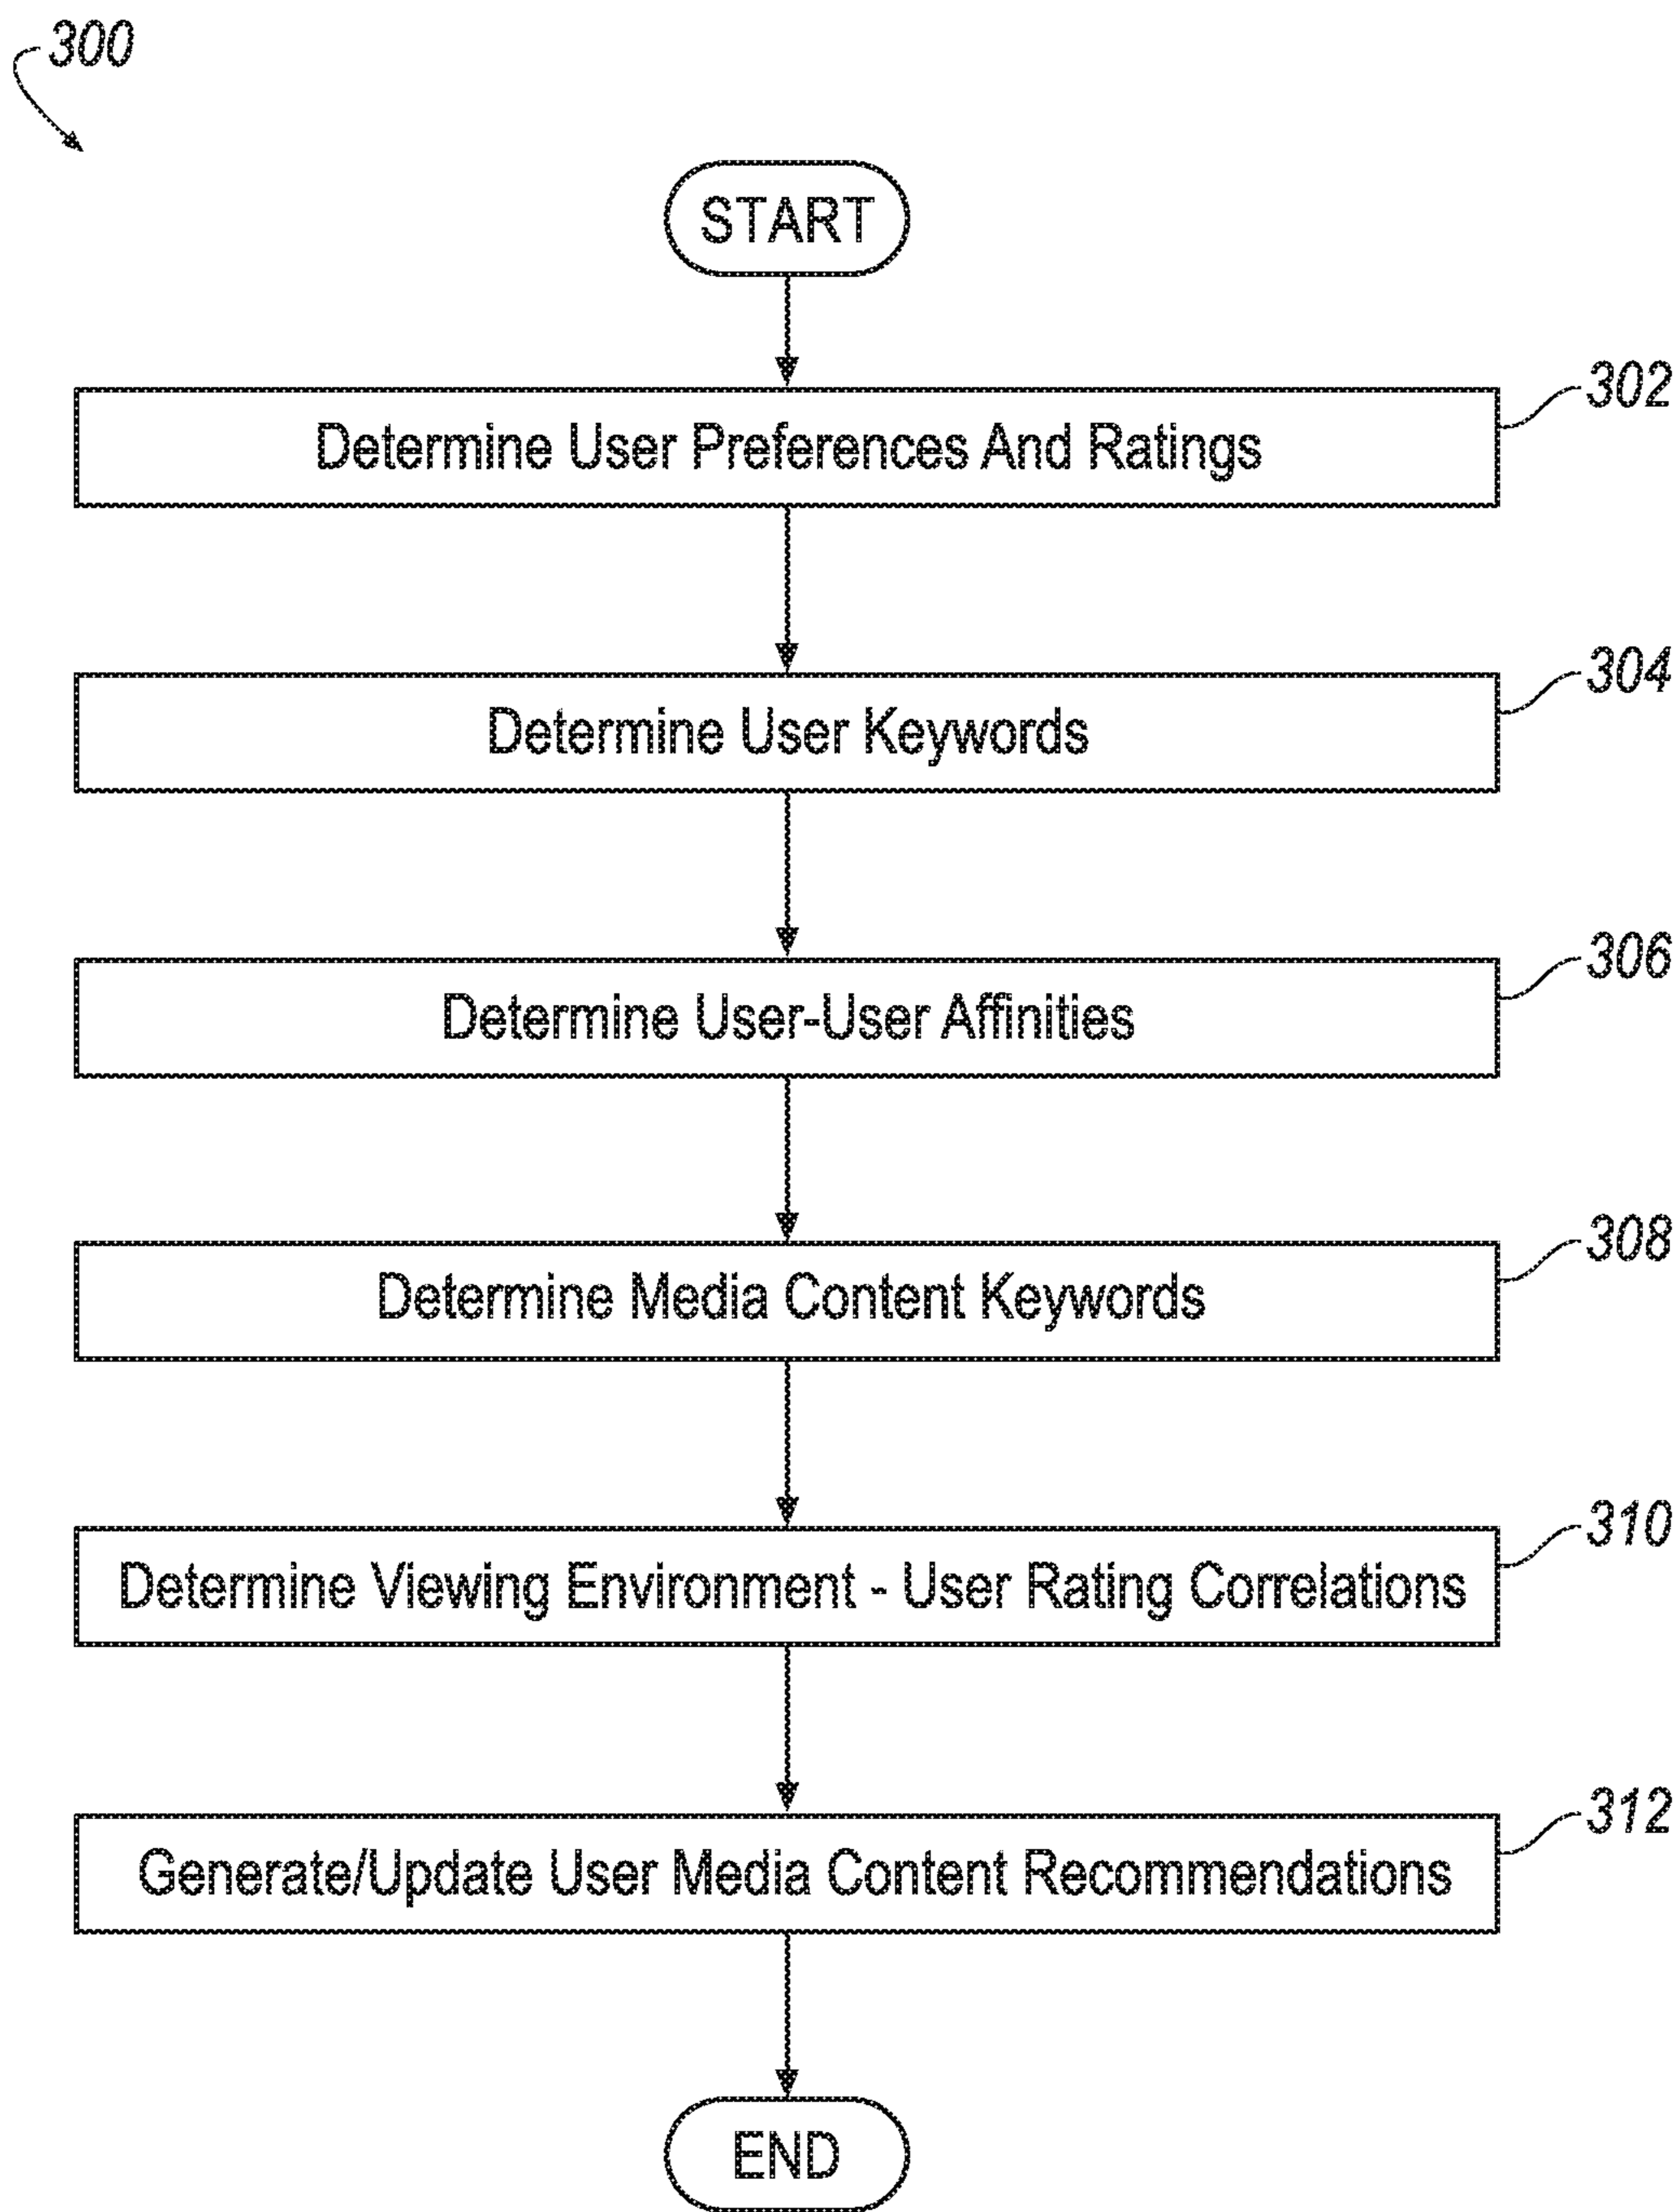 300
START
302
Determine User Preferences And Ratings
304
Determine User Keywords
306
Determine User-User Affinities
308
Determine Media Content Keywords
310
Determine Viewing Environment - User Rating Correlations
312
Generate/Update User Media Content Recommendations
END